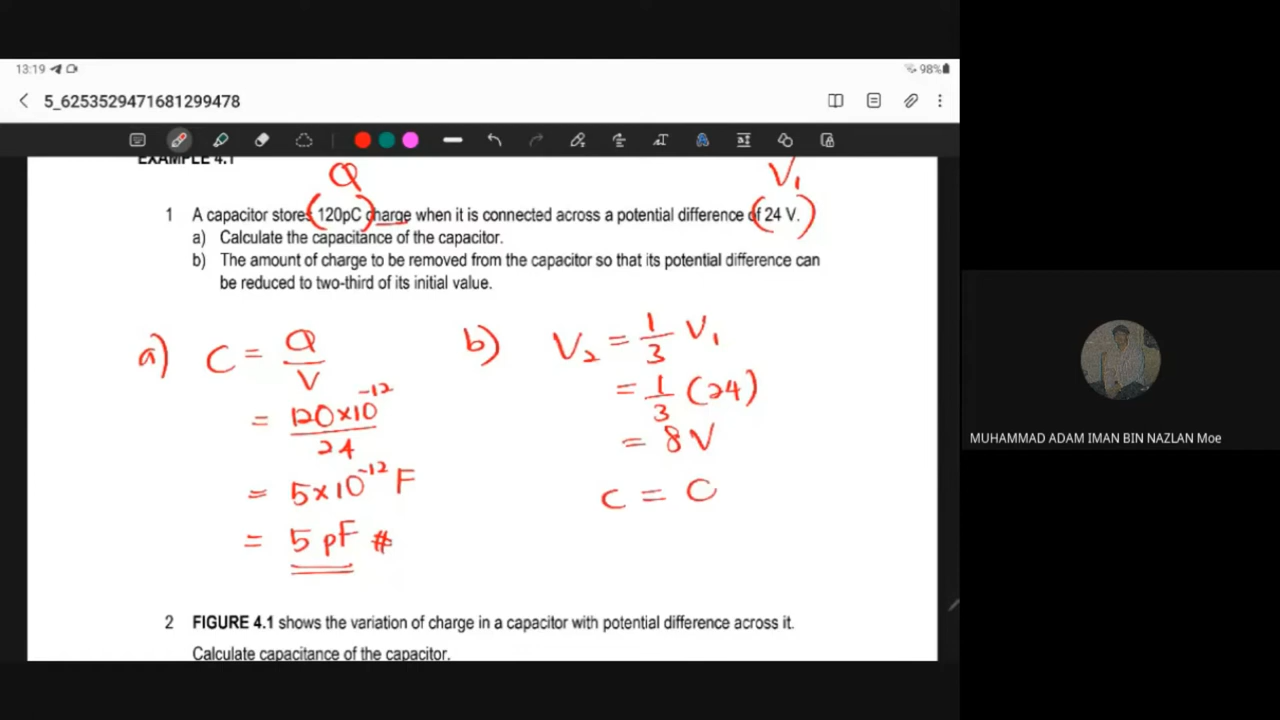 13:19 98%
5_6253529471681299478
EXAMPLE 4.1
Q V₁
1 A capacitor stores (120pC) charge when it is connected across a potential difference of (24 V).
a) Calculate the capacitance of the capacitor.
b) The amount of charge to be removed from the capacitor so that its potential difference can
be reduced to two-third of its initial value.
a) C = Q/V
= 120×10⁻¹²/24
= 5×10⁻¹² F
= 5 pF #
b) V₂ = 1/3 V₁
= 1/3 (24)
= 8 V
C = C
2 FIGURE 4.1 shows the variation of charge in a capacitor with potential difference across it.
Calculate capacitance of the capacitor.
MUHAMMAD ADAM IMAN BIN NAZLAN Moe